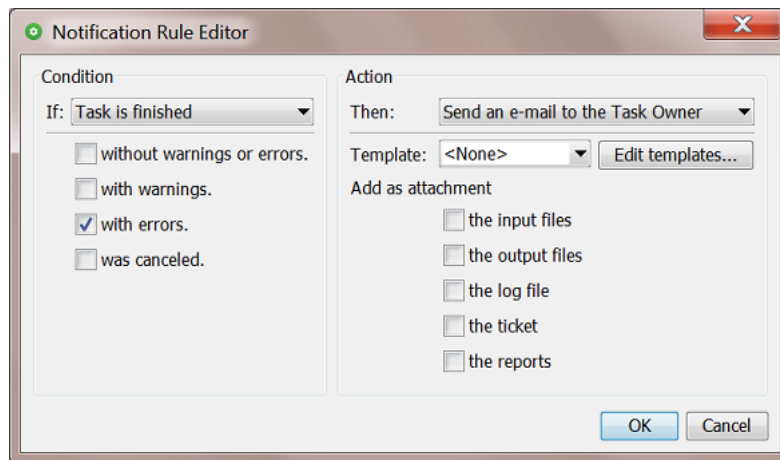 Notification Rule Editor
Condition
If: Task is finished
without warnings or errors.
with warnings.
with errors.
was canceled.
Action
Then: Send an e-mail to the Task Owner
Template: <None> Edit templates...
Add as attachment
the input files
the output files
the log file
the ticket
the reports
OK Cancel